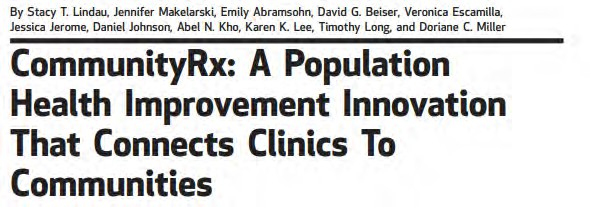 By Stacy T. Lindau, Jennifer Makelarski, Emily Abramsohn, David G. Beiser, Veronica Escamilla,
Jessica Jerome, Daniel Johnson, Abel N. Kho, Karen K. Lee, Timothy Long, and Doriane C. Miller
CommunityRx: A Population
Health Improvement Innovation
That Connects Clinics To
Communities